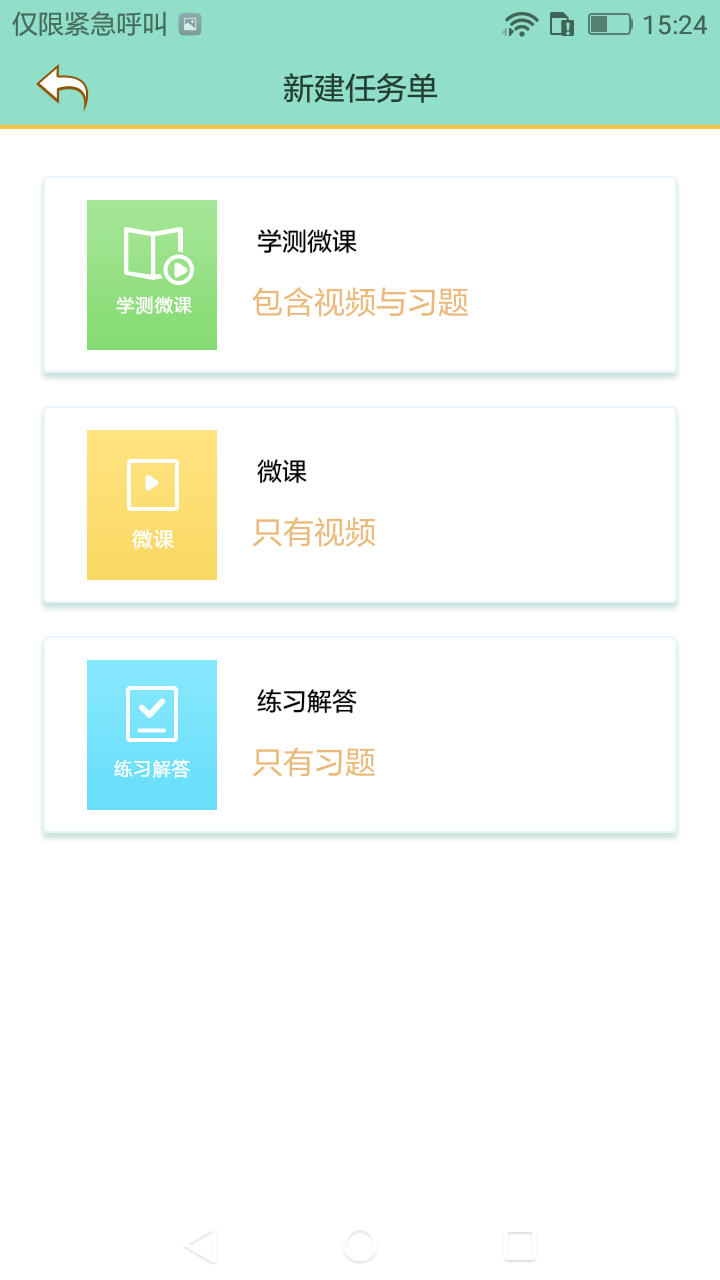 仅限紧急呼叫
15:24
新建任务单
学测微课
学测微课
包含视频与习题
微课
微课
只有视频
练习解答
练习解答
只有习题